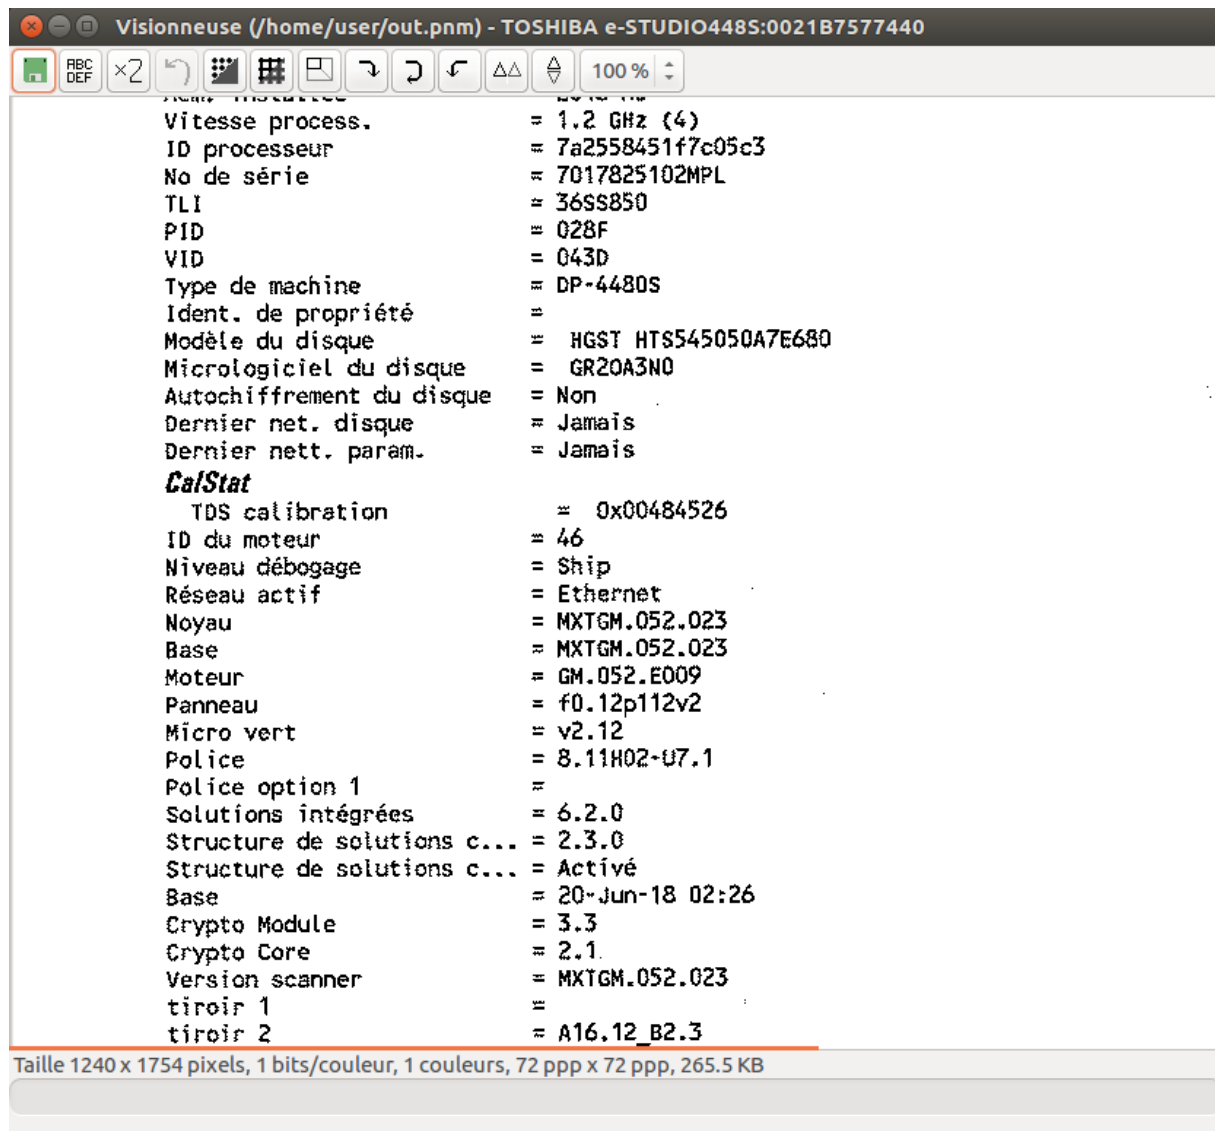 Visionneuse (/home/user/out.pnm) - TOSHIBA e-STUDIO448S:0021B7577440
ABC DEF ×2 100 %
Vitesse process. = 1.2 GHz (4)
ID processeur = 7a2558451f7c05c3
No de série = 7017825102MPL
TLI = 36SS850
PID = 028F
VID = 043D
Type de machine = DP-4480S
Ident. de propriété =
Modèle du disque = HGST HTS545050A7E680
Micrologiciel du disque = GR2OA3N0
Autochiffrement du disque = Non
Dernier net. disque = Jamais
Dernier nett. param. = Jamais
CalStat
TDS calibration = 0x00484526
ID du moteur = 46
Niveau débogage = Ship
Réseau actif = Ethernet
Noyau = MXTGM.052.023
Base = MXTGM.052.023
Moteur = GM.052.E009
Panneau = f0.12p112v2
Micro vert = v2.12
Police = 8.11H02-U7.1
Police option 1 =
Solutions intégrées = 6.2.0
Structure de solutions c... = 2.3.0
Structure de solutions c... = Activé
Base = 20-Jun-18 02:26
Crypto Module = 3.3
Crypto Core = 2.1
Version scanner = MXTGM.052.023
tiroir 1 =
tiroir 2 = A16.12_B2.3
Taille 1240 x 1754 pixels, 1 bits/couleur, 1 couleurs, 72 ppp x 72 ppp, 265.5 KB